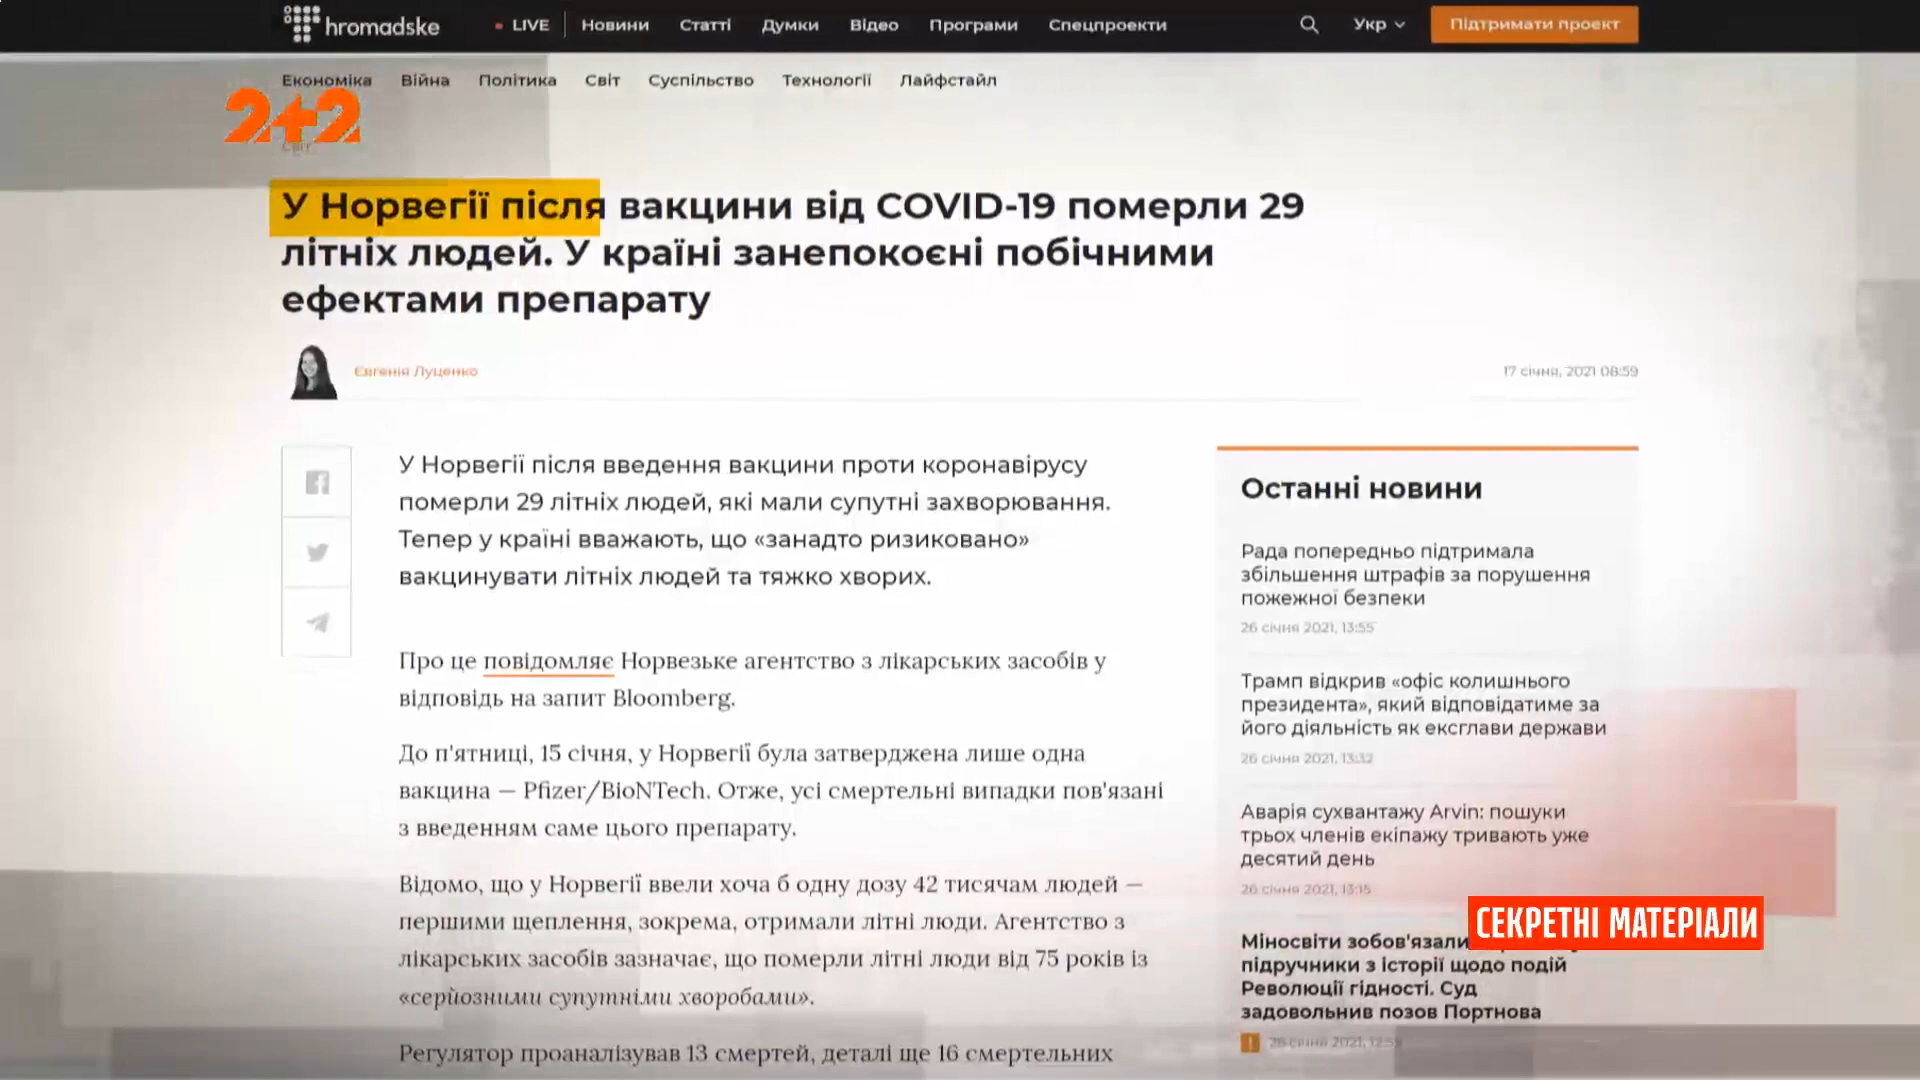 hromadske
LIVE Новини Статті Думки Відео Програми Спецпроекти
Укр
Підтримати проект
Економіка Війна Політика Світ Суспільство Технології Лайфстайл
2+2
Світ
У Норвегії після вакцини від COVID-19 померли 29
літніх людей. У країні занепокоєні побічними
ефектами препарату
Євгенія Луценко
17 січня, 2021 08:59
У Норвегії після введення вакцини проти коронавірусу
померли 29 літніх людей, які мали супутні захворювання.
Тепер у країні вважають, що «занадто ризиковано»
вакцинувати літніх людей та тяжко хворих.
Про це повідомляє Норвезьке агентство з лікарських засобів у
відповідь на запит Bloomberg.
До п'ятниці, 15 січня, у Норвегії була затверджена лише одна
вакцина — Pfizer/BioNTech. Отже, усі смертельні випадки пов'язані
з введенням саме цього препарату.
Відомо, що у Норвегії ввели хоча б одну дозу 42 тисячам людей —
першими щеплення, зокрема, отримали літні люди. Агентство з
лікарських засобів зазначає, що померли літні люди від 75 років із
«серйозними супутніми хворобами».
Регулятор проаналізував 13 смертей, деталі ще 16 смертельних
Останні новини
Рада попередньо підтримала
збільшення штрафів за порушення
пожежної безпеки
26 січня 2021, 13:55
Трамп відкрив «офіс колишнього
президента», який відповідатиме за
його діяльність як ексглави держави
26 січня 2021, 13:32
Аварія сухвантажу Arvin: пошуки
трьох членів екіпажу тривають уже
десятий день
26 січня 2021, 13:15
СЕКРЕТНІ МАТЕРІАЛИ
Міносвіти зобов'язали
підручники з історії щодо подій
Революції гідності. Суд
задовольнив позов Портнова
26 січня 2021,